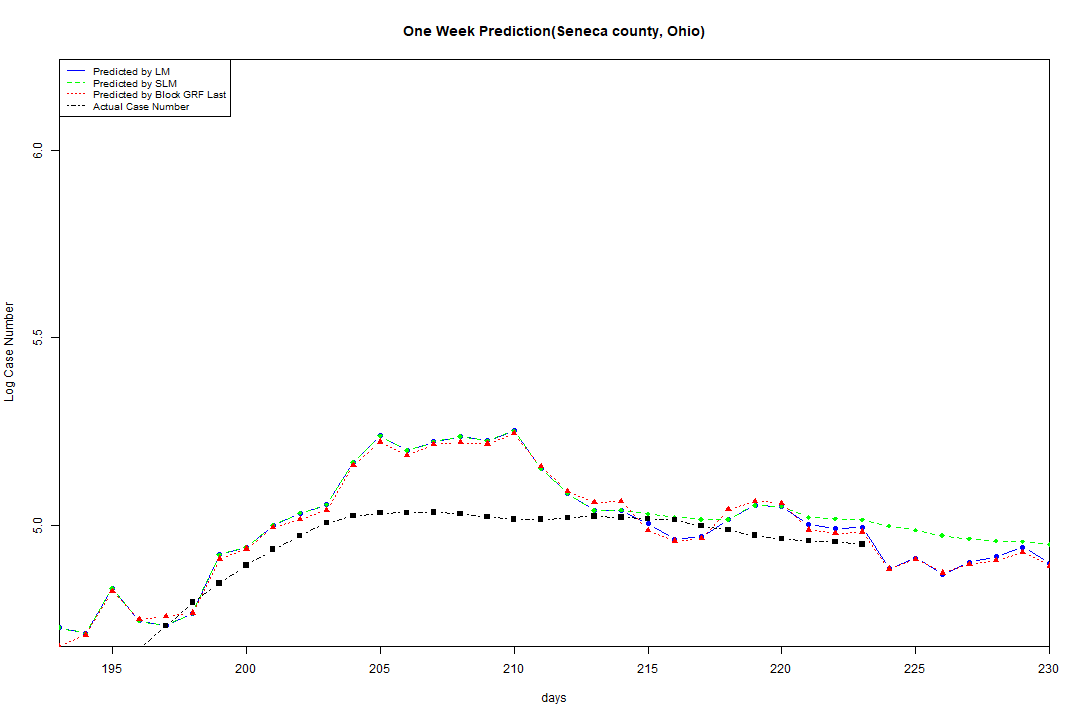 One Week Prediction(Seneca county, Ohio)
Predicted by LM
Predicted by SLM
Predicted by Block GRF Last
Actual Case Number
6.0
5.5
5.0
Log Case Number
195 200 205 210 215 220 225 230
days